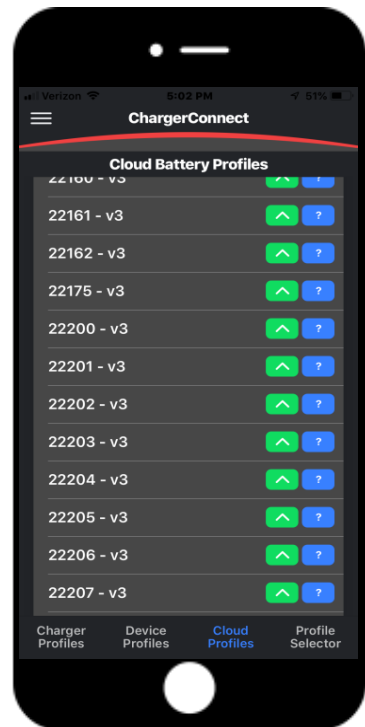 Verizon 5:02 PM 51%
ChargerConnect
Cloud Battery Profiles
22160 - v3
22161 - v3 ?
22162 - v3 ?
22175 - v3 ?
22200 - v3 ?
22201 - v3 ?
22202 - v3 ?
22203 - v3 ?
22204 - v3 ?
22205 - v3 ?
22206 - v3 ?
22207 - v3 ?
Charger Device Cloud Profile
Profiles Profiles Profiles Selector